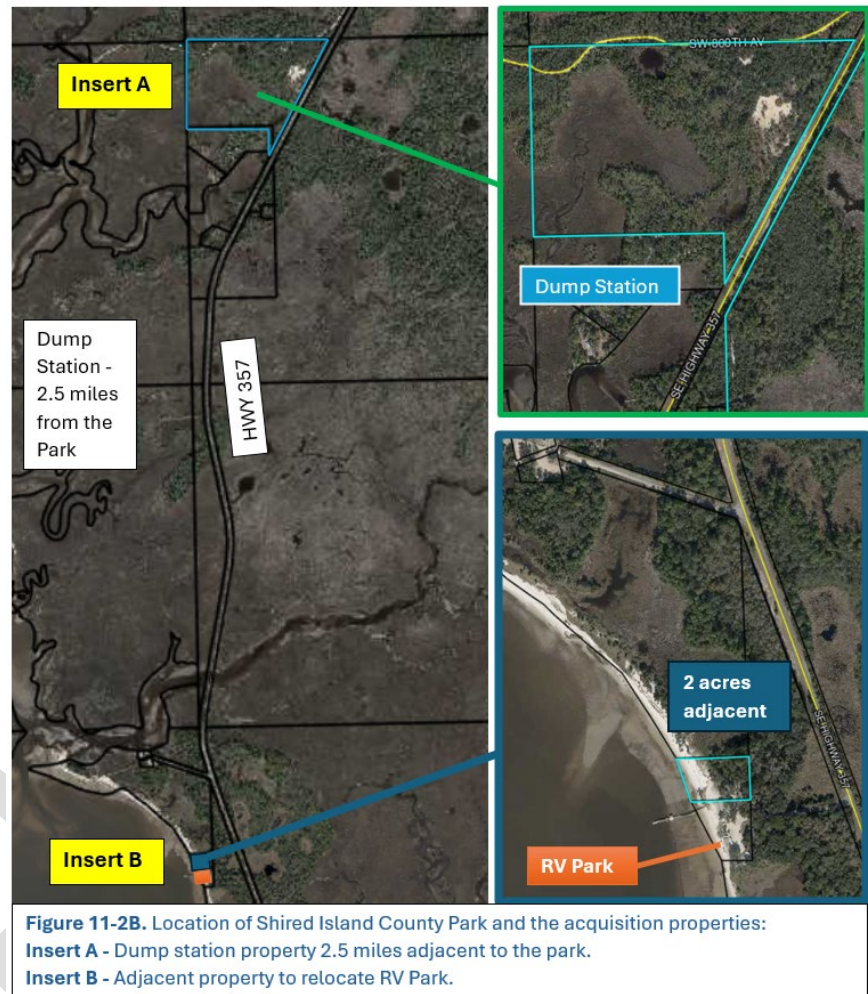 Insert A
Dump
Station -
2.5 miles
from the
Park
HWY 357
Insert B
SW 800TH AV
Dump Station
SE HIGHWAY 357
2 acres
adjacent
SE HIGHWAY 357
RV Park
Figure 11-2B. Location of Shired Island County Park and the acquisition properties:
Insert A - Dump station property 2.5 miles adjacent to the park.
Insert B - Adjacent property to relocate RV Park.